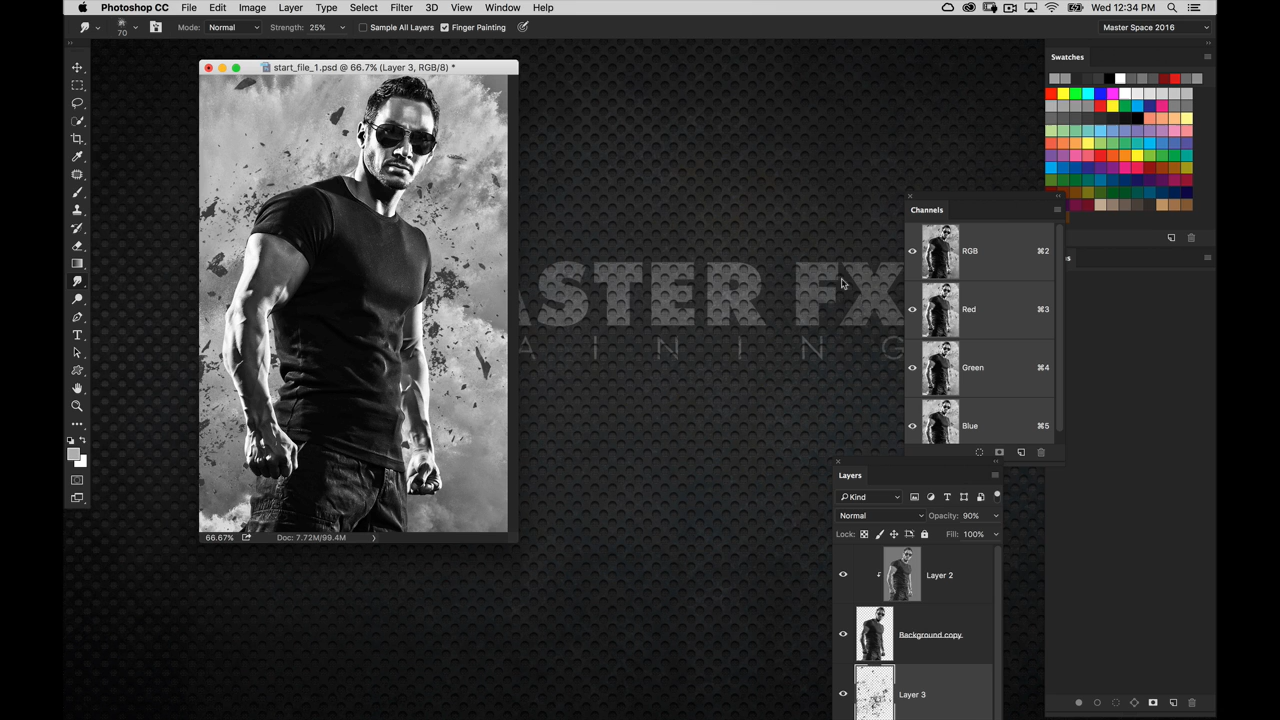 Photoshop CC File Edit Image Layer Type Select Filter 3D View Window Help Wed 12:34 PM
70 Mode: Normal Strength: 25% Sample All Layers Finger Painting Master Space 2016
start_file_1.psd @ 66.7% (Layer 3, RGB/8) *
Swatches
Channels
RGB ⌘2
Red ⌘3
Green ⌘4
Blue ⌘5
ASTER FX
A I N I N G
Layers
Kind
Normal Opacity: 90%
Lock: Fill: 100%
Layer 2
Background copy
Layer 3
66.67% Doc: 7.72M/99.4M